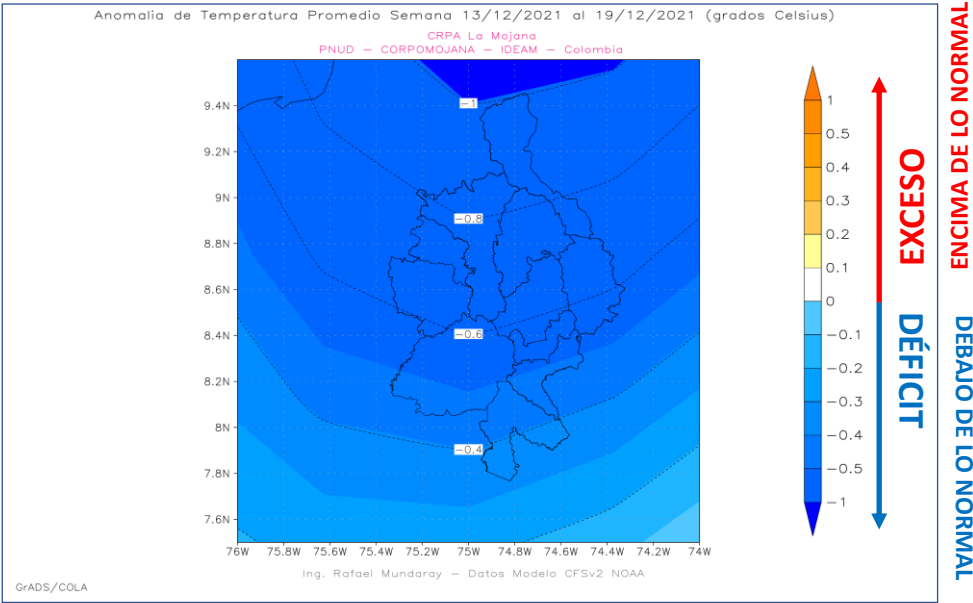 Anomalia de Temperatura Promedio Semana 13/12/2021 al 19/12/2021 (grados Celsius)
CRPA La Mojana
PNUD – CORPOMOJANA – IDEAM – Colombia
9.4N
9.2N
9N
8.8N
8.6N
8.4N
8.2N
8N
7.8N
7.6N
−1
−0.8
−0.6
−0.4
76W 75.8W 75.6W 75.4W 75.2W 75W 74.8W 74.6W 74.4W 74.2W 74W
Ing. Rafael Mundaray – Datos Modelo CFSv2 NOAA
GrADS/COLA
1
0.5
0.4
0.3
0.2
0.1
0
−0.1
−0.2
−0.3
−0.4
−0.5
−1
EXCESO
DÉFICIT
ENCIMA DE LO NORMAL
DEBAJO DE LO NORMAL